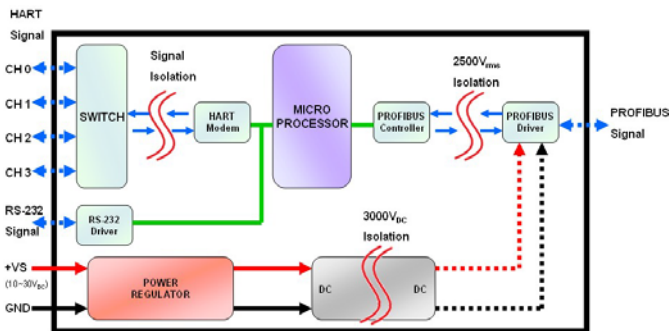 HART
Signal
CH 0
CH 1
CH 2
CH 3
SWITCH
Signal
Isolation
HART
Modem
MICRO
PROCESSOR
PROFIBUS
Controller
2500Vrms
Isolation
PROFIBUS
Driver
PROFIBUS
Signal
RS-232
Signal
RS-232
Driver
+VS
(10~30VDC)
GND
POWER
REGULATOR
3000VDC
Isolation
DC
DC